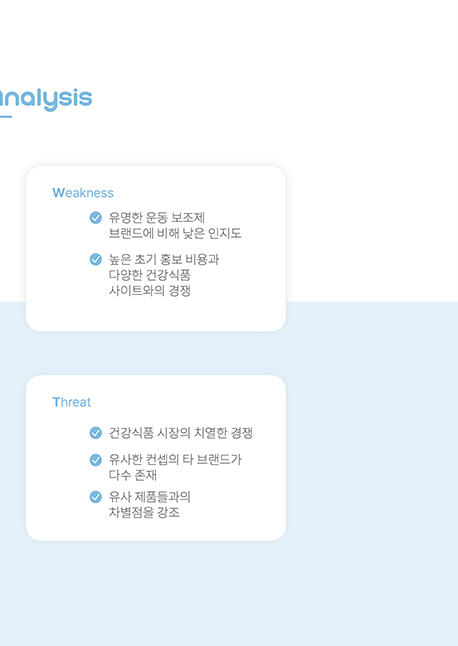 Analysis
Weakness
유명한 운동 보조제
브랜드에 비해 낮은 인지도
높은 초기 홍보 비용과
다양한 건강식품
사이트와의 경쟁
Threat
건강식품 시장의 치열한 경쟁
유사한 컨셉의 타 브랜드가
다수 존재
유사 제품들과의
차별점을 강조